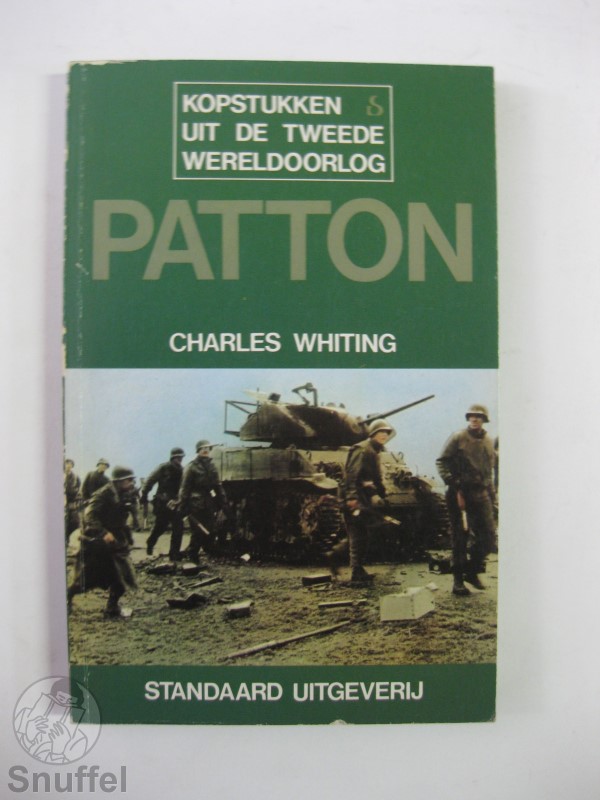 KOPSTUKKEN
UIT DE TWEEDE
WERELDOORLOG
PATTON
CHARLES WHITING
STANDAARD UITGEVERIJ
Snuffel